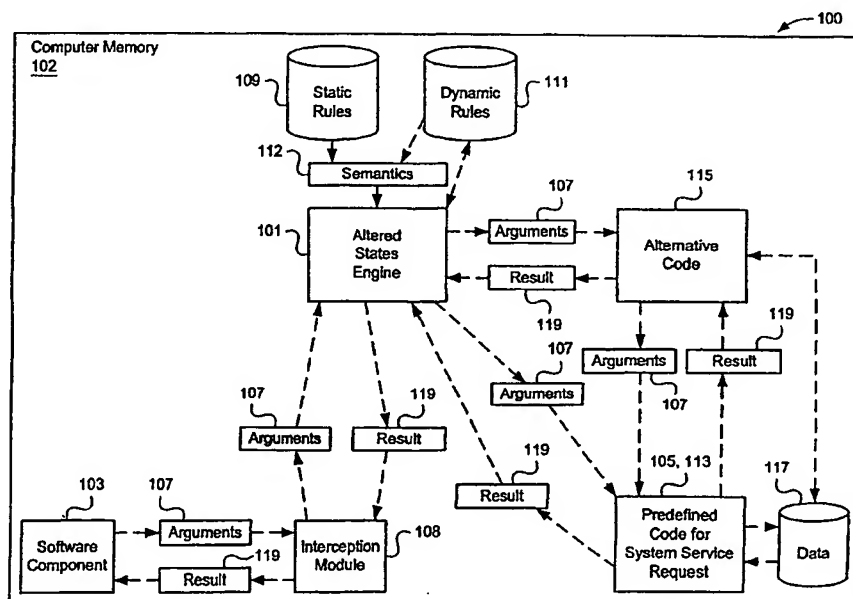 100
Computer Memory
102
109
Static
Rules
Dynamic
Rules
111
112
Semantics
101
Altered
States
Engine
107
Arguments
115
Alternative
Code
Result
119
107
Arguments
119
Result
107
Arguments
107
Arguments
119
Result
119
Result
105, 113
Predefined
Code for
System Service
Request
117
Data
103
Software
Component
107
Arguments
119
Result
Interception
Module
108